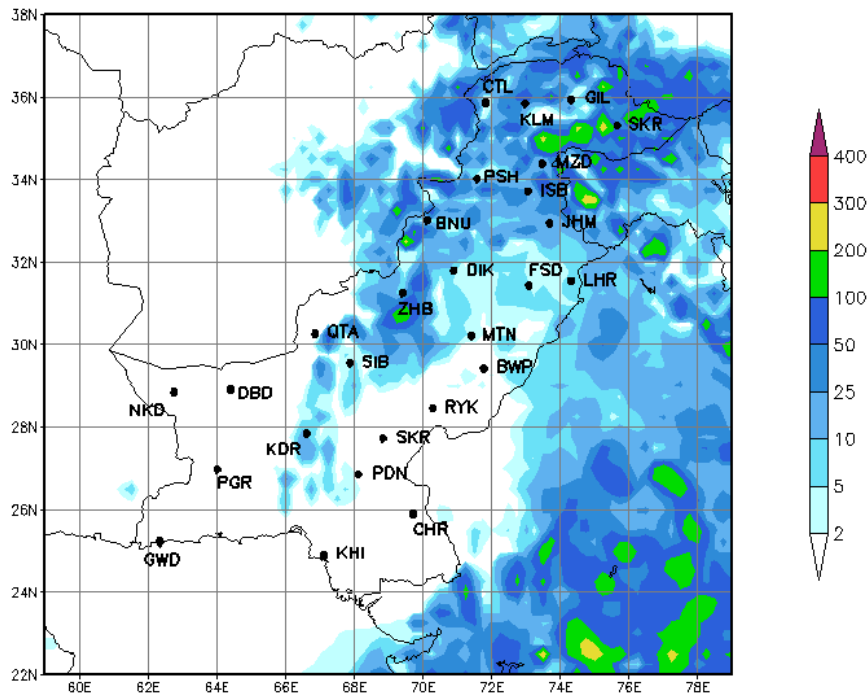 38N
36N
34N
32N
30N
28N
26N
24N
22N
CTL
GIL
KLM
SKR
MZD
PSH
ISB
BNU
JHM
DIK
FSD
LHR
ZHB
QTA
MTN
SIB
BWP
DBD
NKD
RYK
KDR
SKR
PGR
PDN
CHR
GWD
KHI
60E 62E 64E 66E 68E 70E 72E 74E 76E 78E
400
300
200
100
50
25
10
5
2